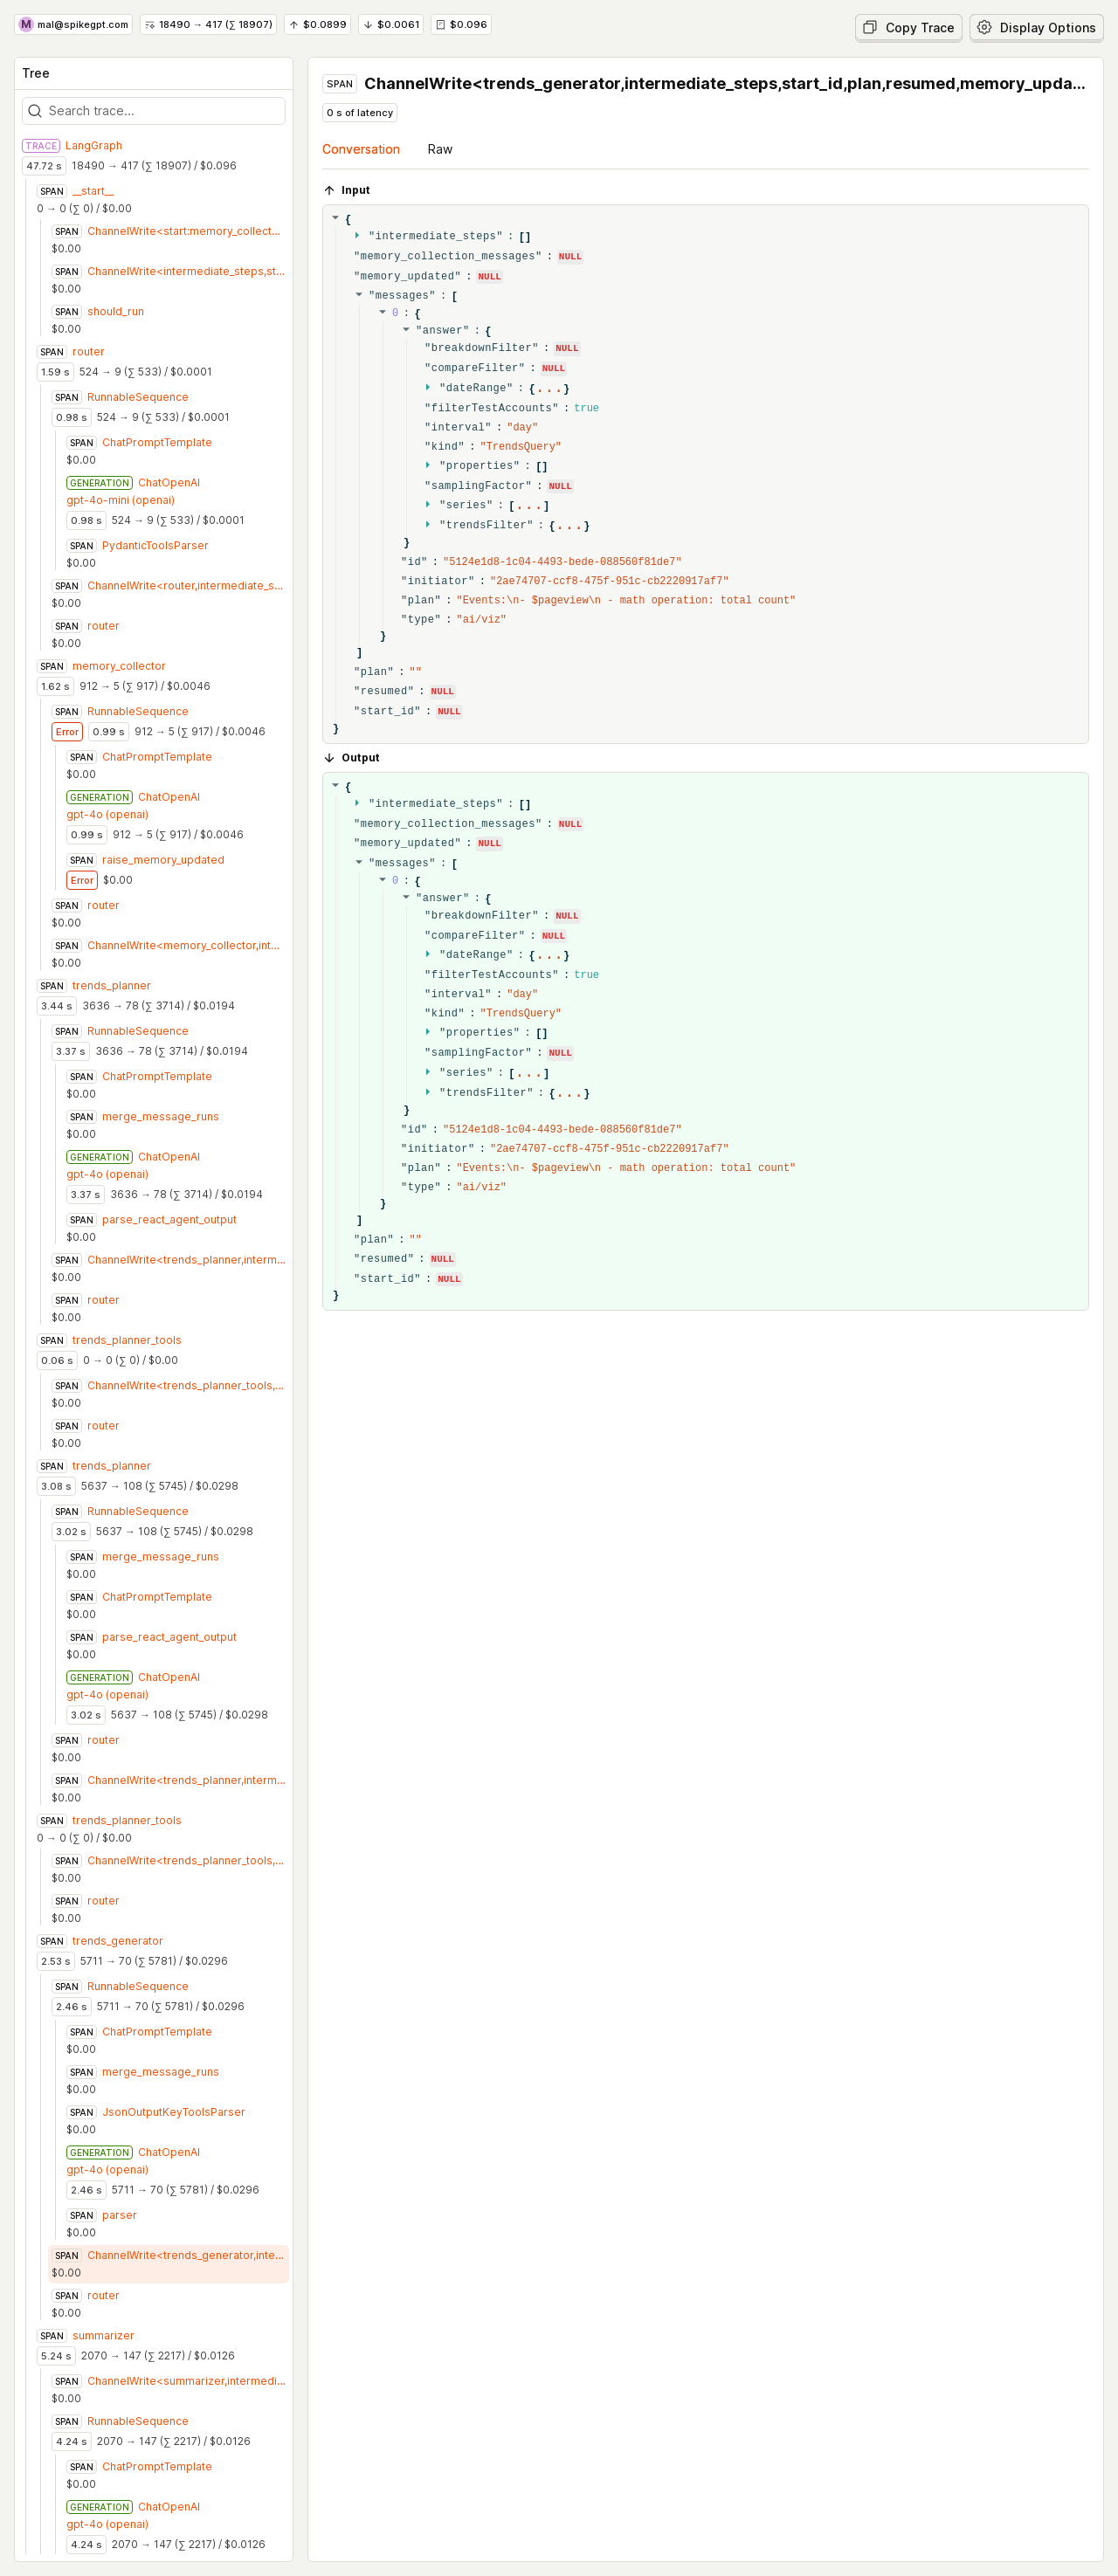 M mal@spikegpt.com 18490 → 417 (∑ 18907) ↑ $0.0899 ↓ $0.0061 $0.096 Copy Trace Display Options
Tree
Search trace...
TRACE LangGraph
47.72 s 18490 → 417 (∑ 18907) / $0.096
SPAN __start__
0 → 0 (∑ 0) / $0.00
SPAN ChannelWrite<start:memory_collect...
$0.00
SPAN ChannelWrite<intermediate_steps,st...
$0.00
SPAN should_run
$0.00
SPAN router
1.59 s 524 → 9 (∑ 533) / $0.0001
SPAN RunnableSequence
0.98 s 524 → 9 (∑ 533) / $0.0001
SPAN ChatPromptTemplate
$0.00
GENERATION ChatOpenAI
gpt-4o-mini (openai)
0.98 s 524 → 9 (∑ 533) / $0.0001
SPAN PydanticToolsParser
$0.00
SPAN ChannelWrite<router,intermediate_s...
$0.00
SPAN router
$0.00
SPAN memory_collector
1.62 s 912 → 5 (∑ 917) / $0.0046
SPAN RunnableSequence
Error 0.99 s 912 → 5 (∑ 917) / $0.0046
SPAN ChatPromptTemplate
$0.00
GENERATION ChatOpenAI
gpt-4o (openai)
0.99 s 912 → 5 (∑ 917) / $0.0046
SPAN raise_memory_updated
Error $0.00
SPAN router
$0.00
SPAN ChannelWrite<memory_collector,int...
$0.00
SPAN trends_planner
3.44 s 3636 → 78 (∑ 3714) / $0.0194
SPAN RunnableSequence
3.37 s 3636 → 78 (∑ 3714) / $0.0194
SPAN ChatPromptTemplate
$0.00
SPAN merge_message_runs
$0.00
GENERATION ChatOpenAI
gpt-4o (openai)
3.37 s 3636 → 78 (∑ 3714) / $0.0194
SPAN parse_react_agent_output
$0.00
SPAN ChannelWrite<trends_planner,interm...
$0.00
SPAN router
$0.00
SPAN trends_planner_tools
0.06 s 0 → 0 (∑ 0) / $0.00
SPAN ChannelWrite<trends_planner_tools,...
$0.00
SPAN router
$0.00
SPAN trends_planner
3.08 s 5637 → 108 (∑ 5745) / $0.0298
SPAN RunnableSequence
3.02 s 5637 → 108 (∑ 5745) / $0.0298
SPAN merge_message_runs
$0.00
SPAN ChatPromptTemplate
$0.00
SPAN parse_react_agent_output
$0.00
GENERATION ChatOpenAI
gpt-4o (openai)
3.02 s 5637 → 108 (∑ 5745) / $0.0298
SPAN router
$0.00
SPAN ChannelWrite<trends_planner,interm...
$0.00
SPAN trends_planner_tools
0 → 0 (∑ 0) / $0.00
SPAN ChannelWrite<trends_planner_tools,...
$0.00
SPAN router
$0.00
SPAN trends_generator
2.53 s 5711 → 70 (∑ 5781) / $0.0296
SPAN RunnableSequence
2.46 s 5711 → 70 (∑ 5781) / $0.0296
SPAN ChatPromptTemplate
$0.00
SPAN merge_message_runs
$0.00
SPAN JsonOutputKeyToolsParser
$0.00
GENERATION ChatOpenAI
gpt-4o (openai)
2.46 s 5711 → 70 (∑ 5781) / $0.0296
SPAN parser
$0.00
SPAN ChannelWrite<trends_generator,inte...
$0.00
SPAN router
$0.00
SPAN summarizer
5.24 s 2070 → 147 (∑ 2217) / $0.0126
SPAN ChannelWrite<summarizer,intermedi...
$0.00
SPAN RunnableSequence
4.24 s 2070 → 147 (∑ 2217) / $0.0126
SPAN ChatPromptTemplate
$0.00
GENERATION ChatOpenAI
gpt-4o (openai)
4.24 s 2070 → 147 (∑ 2217) / $0.0126
SPAN ChannelWrite<trends_generator,intermediate_steps,start_id,plan,resumed,memory_upda...
0 s of latency
Conversation Raw
↑ Input
{
"intermediate_steps" : []
"memory_collection_messages" : NULL
"memory_updated" : NULL
"messages" : [
0 : {
"answer" : {
"breakdownFilter" : NULL
"compareFilter" : NULL
"dateRange" : {...}
"filterTestAccounts" : true
"interval" : "day"
"kind" : "TrendsQuery"
"properties" : []
"samplingFactor" : NULL
"series" : [...]
"trendsFilter" : {...}
}
"id" : "5124e1d8-1c04-4493-bede-088560f81de7"
"initiator" : "2ae74707-ccf8-475f-951c-cb2220917af7"
"plan" : "Events:\n- $pageview\n - math operation: total count"
"type" : "ai/viz"
}
]
"plan" : ""
"resumed" : NULL
"start_id" : NULL
}
↓ Output
{
"intermediate_steps" : []
"memory_collection_messages" : NULL
"memory_updated" : NULL
"messages" : [
0 : {
"answer" : {
"breakdownFilter" : NULL
"compareFilter" : NULL
"dateRange" : {...}
"filterTestAccounts" : true
"interval" : "day"
"kind" : "TrendsQuery"
"properties" : []
"samplingFactor" : NULL
"series" : [...]
"trendsFilter" : {...}
}
"id" : "5124e1d8-1c04-4493-bede-088560f81de7"
"initiator" : "2ae74707-ccf8-475f-951c-cb2220917af7"
"plan" : "Events:\n- $pageview\n - math operation: total count"
"type" : "ai/viz"
}
]
"plan" : ""
"resumed" : NULL
"start_id" : NULL
}